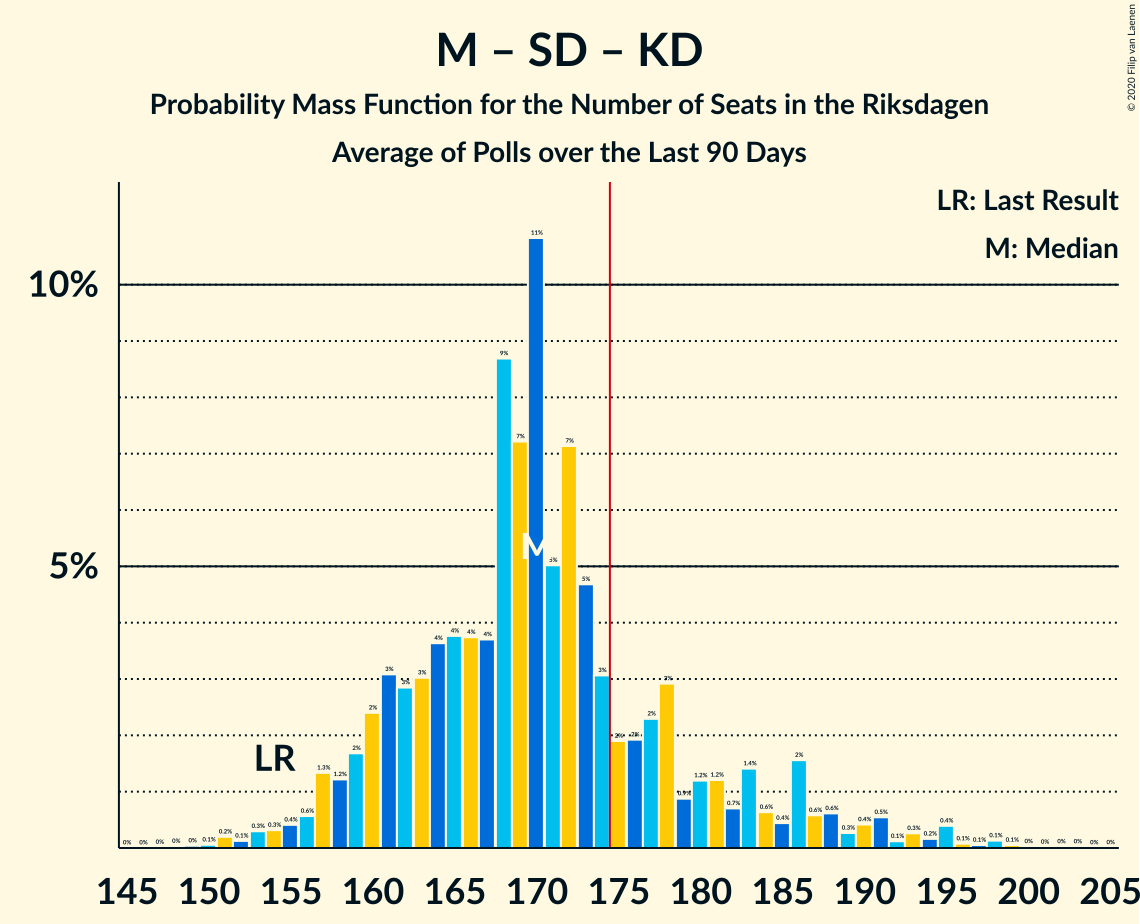 M – SD – KD
Probability Mass Function for the Number of Seats in the Riksdagen
Average of Polls over the Last 90 Days
© 2020 Filip van Laenen
LR: Last Result
M: Median
10%
5%
LR
M
0% 0% 0% 0% 0% 0.1% 0.2% 0.1% 0.3% 0.3% 0.4% 0.6% 1.3% 1.2% 2% 2% 3% 3% 3% 4% 4% 4% 4% 9% 7% 11% 5% 7% 5% 3% 2% 2% 2% 3% 0.9% 1.2% 1.2% 0.7% 1.4% 0.6% 0.4% 2% 0.6% 0.6% 0.3% 0.4% 0.5% 0.1% 0.3% 0.2% 0.4% 0.1% 0.1% 0.1% 0.1% 0% 0% 0% 0% 0% 0%
145 150 155 160 165 170 175 180 185 190 195 200 205